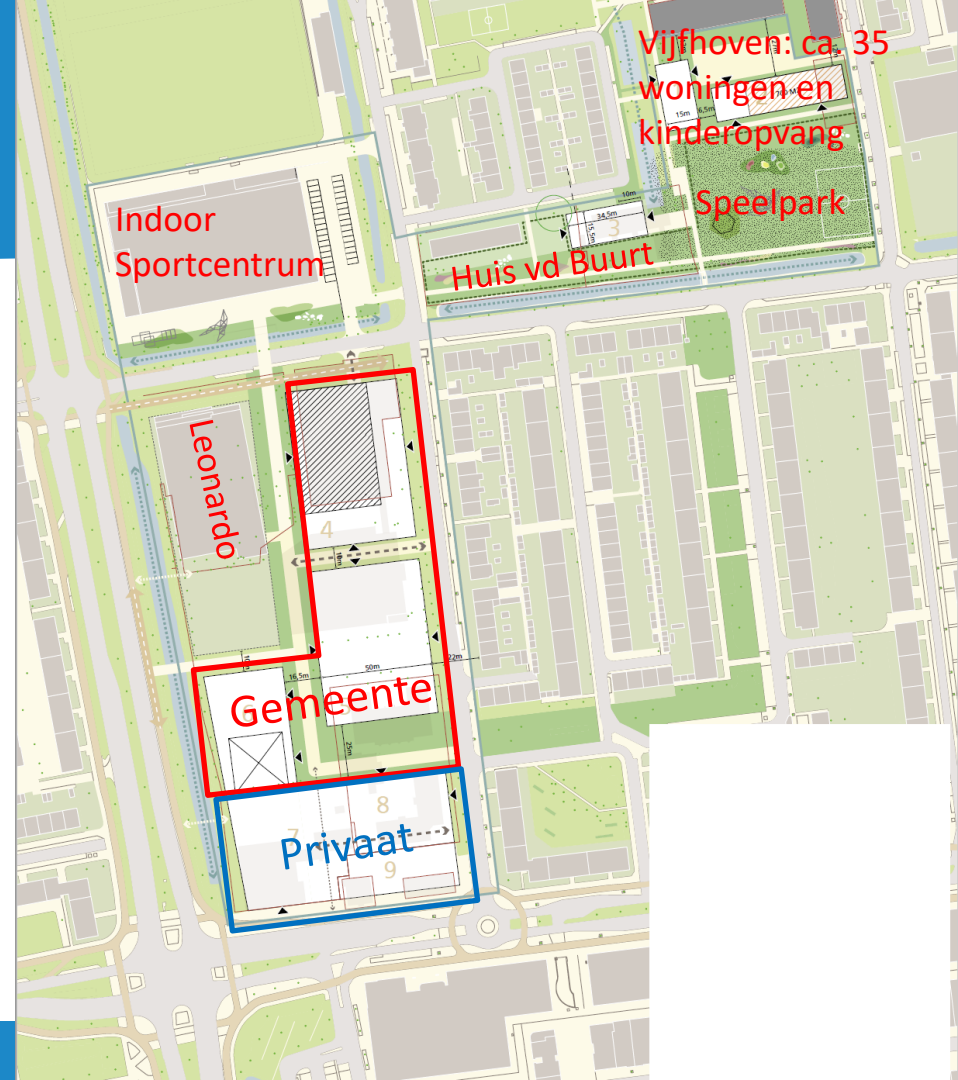 Vijfhoven: ca. 35
woningen en
kinderopvang
15m
6,5m
Speelpark
10m
34,5m
15,5m
3
Huis vd Buurt
Indoor
Sportcentrum
Leonardo
4
10m
10m
22m
50m
16,5m
Gemeente
25m
8
7
Privaat
9